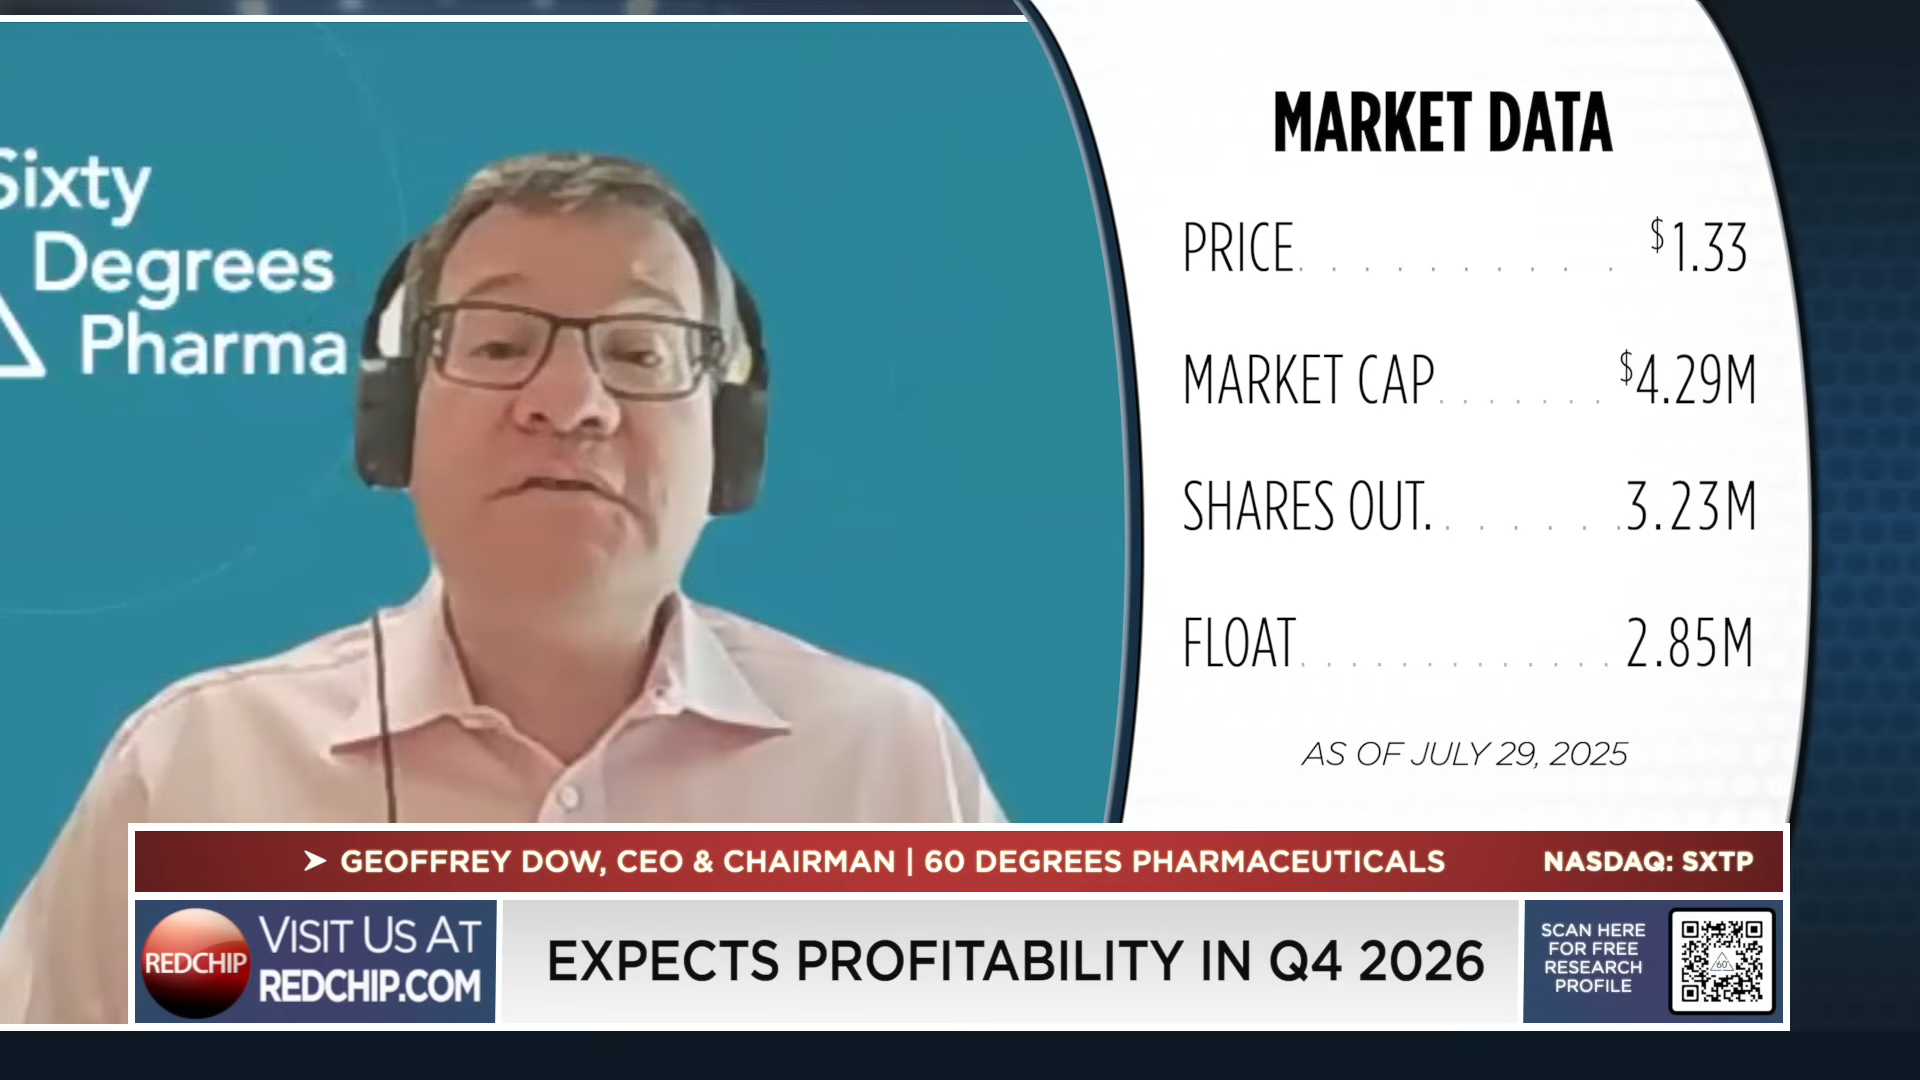 Sixty
Degrees
Pharma
MARKET DATA
PRICE. . . . . . . . . . $1.33
MARKET CAP. . . . . . . $4.29M
SHARES OUT. . . . . . . 3.23M
FLOAT. . . . . . . . . . . . . 2.85M
AS OF JULY 29, 2025
➤ GEOFFREY DOW, CEO & CHAIRMAN | 60 DEGREES PHARMACEUTICALS NASDAQ: SXTP
REDCHIP
VISIT US AT
REDCHIP.COM
EXPECTS PROFITABILITY IN Q4 2026
SCAN HERE
FOR FREE
RESEARCH
PROFILE
60°